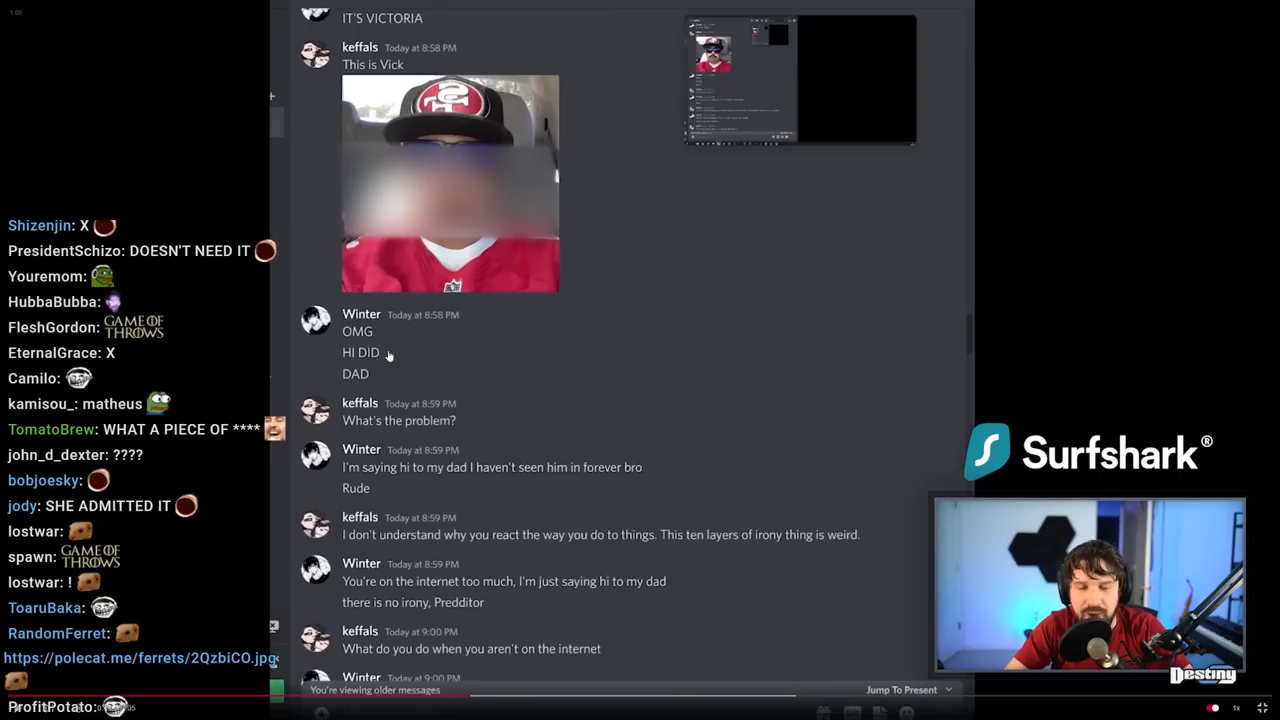 1:00
IT'S VICTORIA
keffals Today at 8:58 PM
This is Vick
SF
NFL
Winter Today at 8:58 PM
OMG
HI DID
DAD
keffals Today at 8:59 PM
What's the problem?
Winter Today at 8:59 PM
I'm saying hi to my dad I haven't seen him in forever bro
Rude
keffals Today at 8:59 PM
I don't understand why you react the way you do to things. This ten layers of irony thing is weird.
Winter Today at 8:59 PM
You're on the internet too much, I'm just saying hi to my dad
there is no irony, Predditor
keffals Today at 9:00 PM
What do you do when you aren't on the internet
Winter Today at 9:00 PM
You're viewing older messages
Jump To Present
Shizenjin: X
PresidentSchizo: DOESN'T NEED IT
Youremom:
HubbaBubba:
FleshGordon: GAME OF THRONES
EternalGrace: X
Camilo:
kamisou_: matheus
TomatoBrew: WHAT A PIECE OF ****
john_d_dexter: ????
bobjoesky:
jody: SHE ADMITTED IT
lostwar:
spawn: GAME OF THRONES
lostwar: !
ToaruBaka:
RandomFerret:
https://polecat.me/ferrets/2QzbiCO.jpg
ProfitPotato:
Surfshark®
Destiny
1x